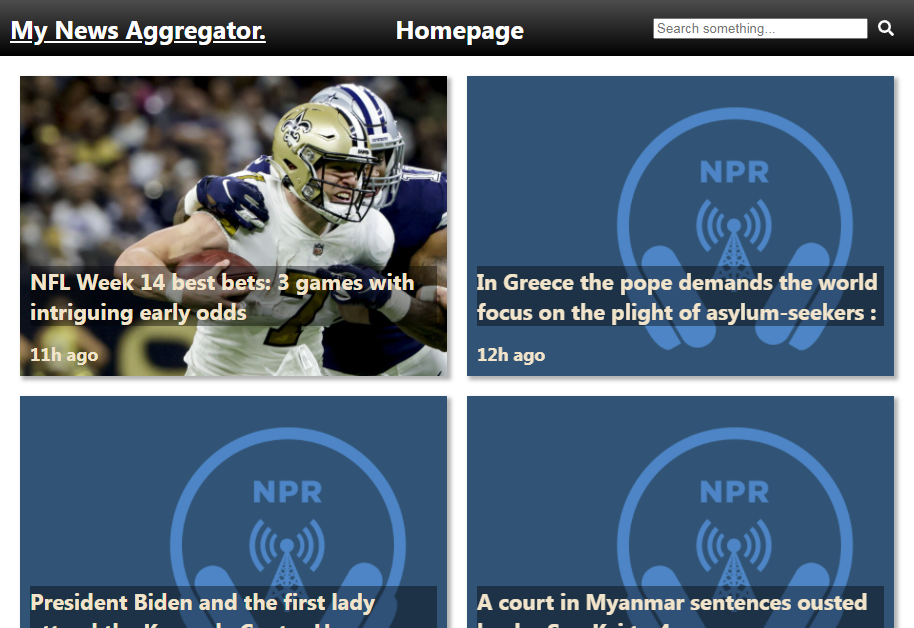 My News Aggregator.
Homepage
Search something...
NFL Week 14 best bets: 3 games with
intriguing early odds
11h ago
NPR
In Greece the pope demands the world
focus on the plight of asylum-seekers :
12h ago
NPR
President Biden and the first lady
NPR
A court in Myanmar sentences ousted